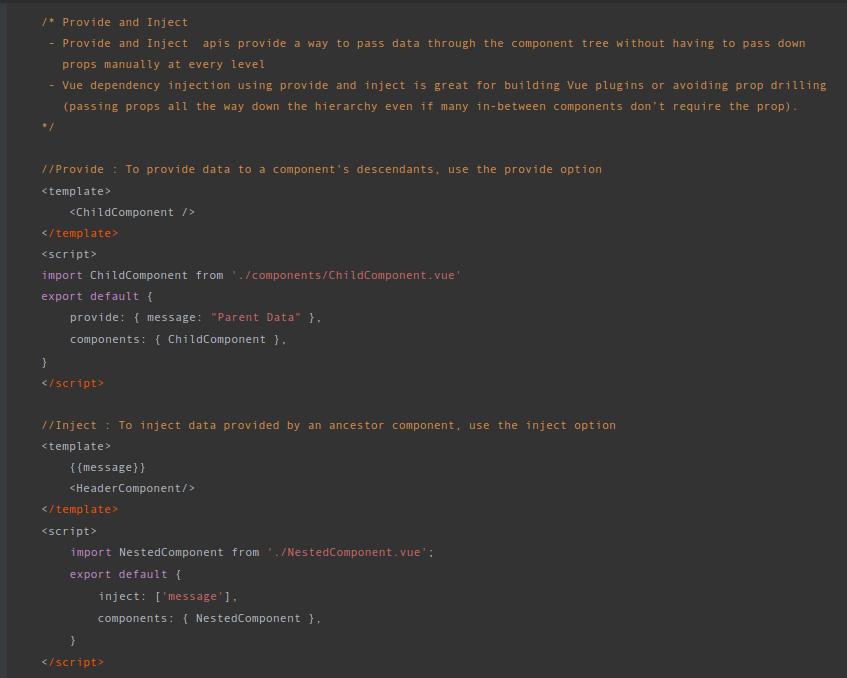 /* Provide and Inject
- Provide and Inject  apis provide a way to pass data through the component tree without having to pass down
props manually at every level
- Vue dependency injection using provide and inject is great for building Vue plugins or avoiding prop drilling
(passing props all the way down the hierarchy even if many in-between components don't require the prop).
*/
//Provide : To provide data to a component's descendants, use the provide option
<template>
<ChildComponent />
</template>
<script>
import ChildComponent from './components/ChildComponent.vue'
export default {
provide: { message: "Parent Data" },
components: { ChildComponent },
}
</script>
//Inject : To inject data provided by an ancestor component, use the inject option
<template>
{{message}}
<HeaderComponent/>
</template>
<script>
import NestedComponent from './NestedComponent.vue';
export default {
inject: ['message'],
components: { NestedComponent },
}
</script>